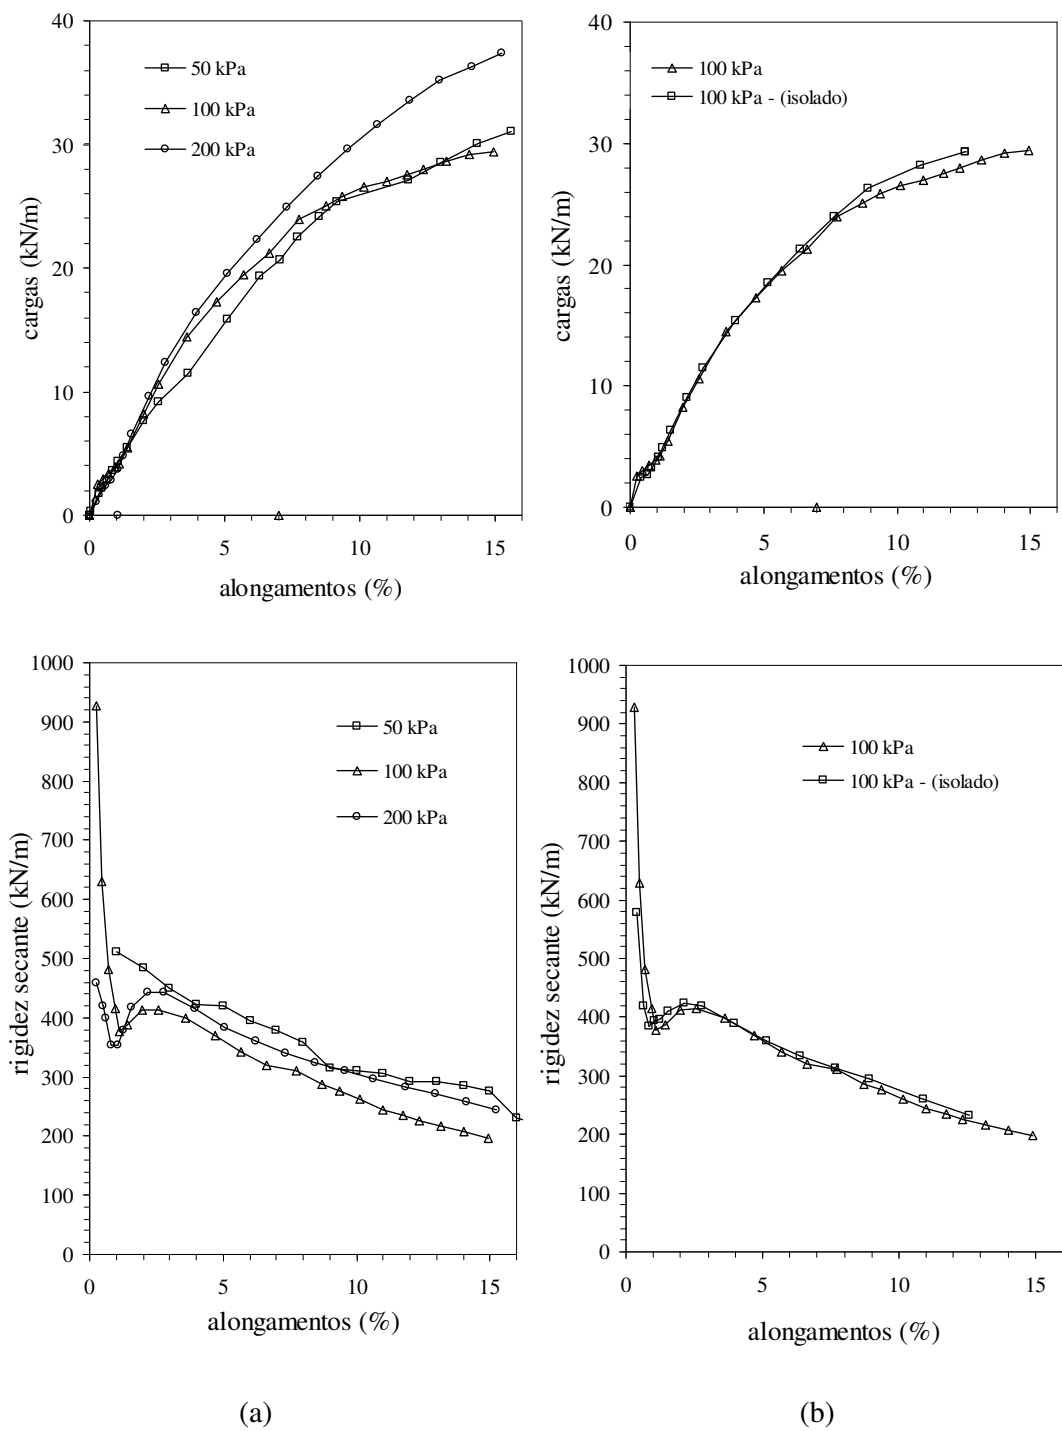 40
30
20
10
0
cargas (kN/m)
50 kPa
100 kPa
200 kPa
0 5 10 15
alongamentos (%)
40
30
20
10
0
cargas (kN/m)
100 kPa
100 kPa - (isolado)
0 5 10 15
alongamentos (%)
1000
900
800
700
600
500
400
300
200
100
0
rigidez secante (kN/m)
50 kPa
100 kPa
200 kPa
0 5 10 15
alongamentos (%)
1000
900
800
700
600
500
400
300
200
100
0
rigidez secante (kN/m)
100 kPa
100 kPa - (isolado)
0 5 10 15
alongamentos (%)
(a) (b)